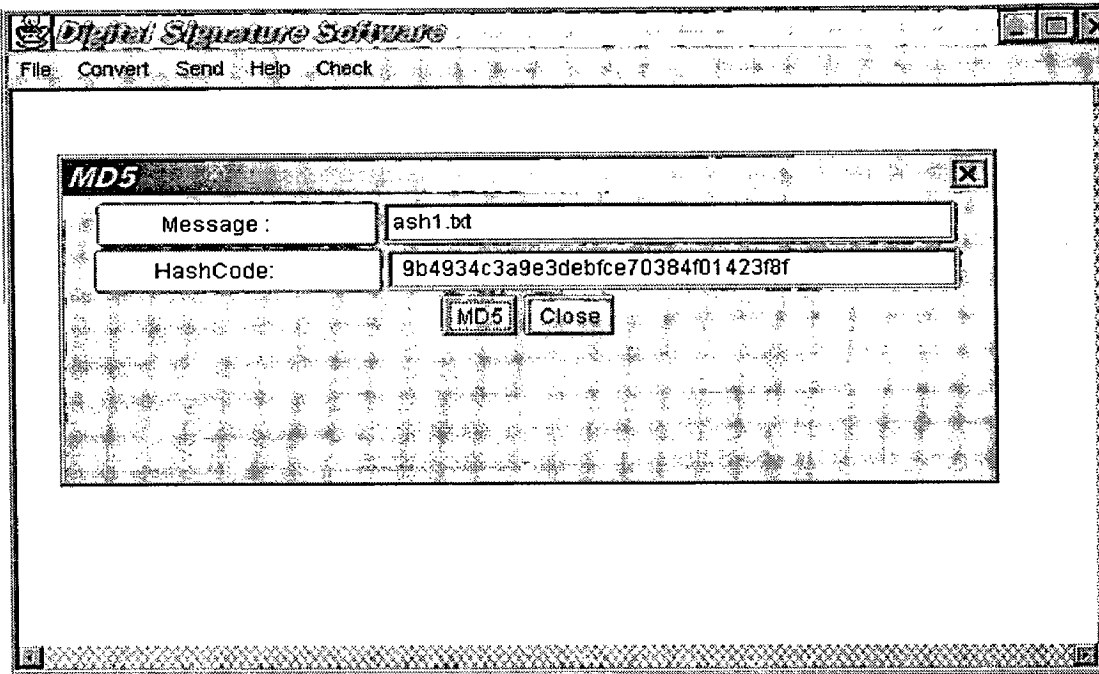 Digital Signature Software
File Convert Send Help Check
MD5
Message : ash1.txt
HashCode: 9b4934c3a9e3debfce70384f01423f8f
MD5 Close